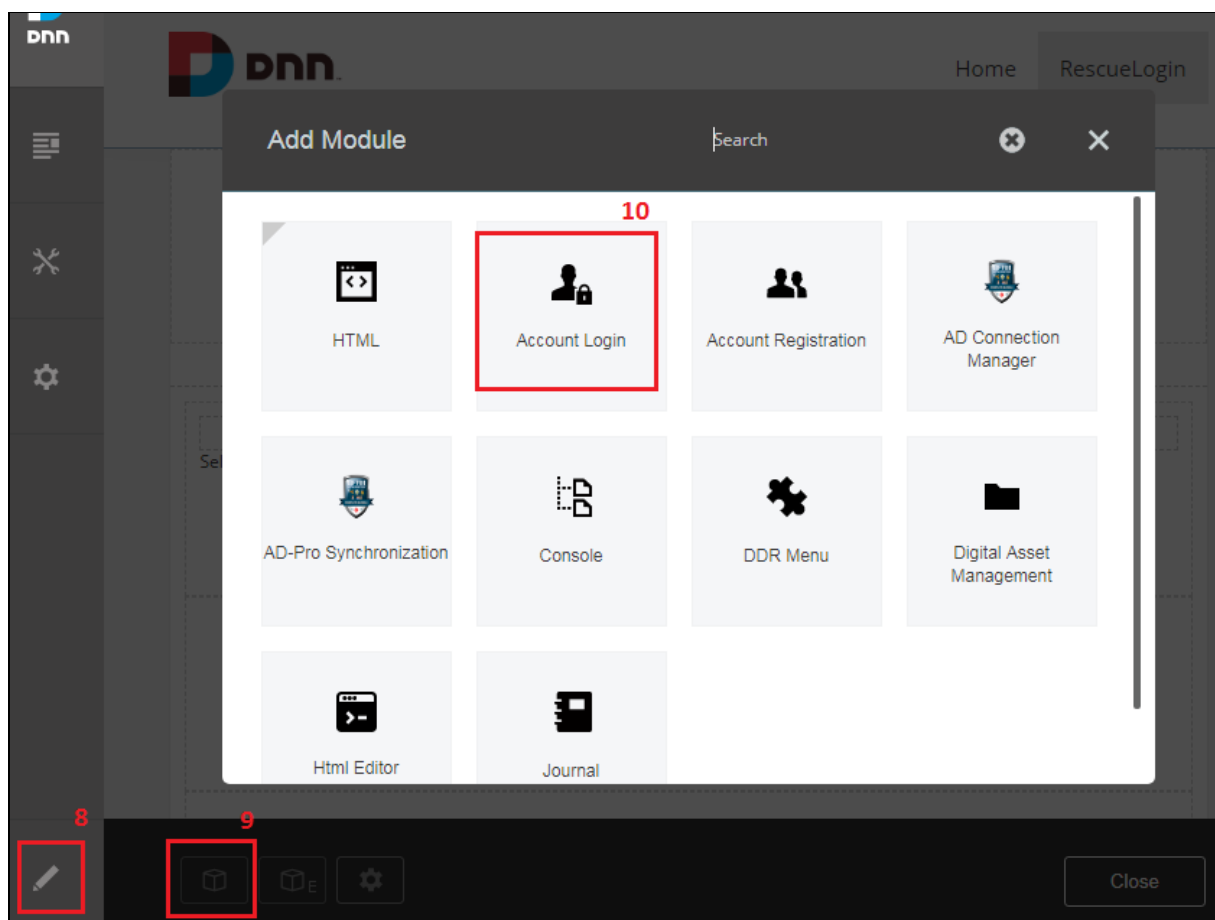 DNN
DNN
Home
RescueLogin
Add Module
Search
10
HTML
Account Login
Account Registration
AD Connection
Manager
Sel
AD-Pro Synchronization
Console
DDR Menu
Digital Asset
Management
Html Editor
Journal
8
9
E
Close